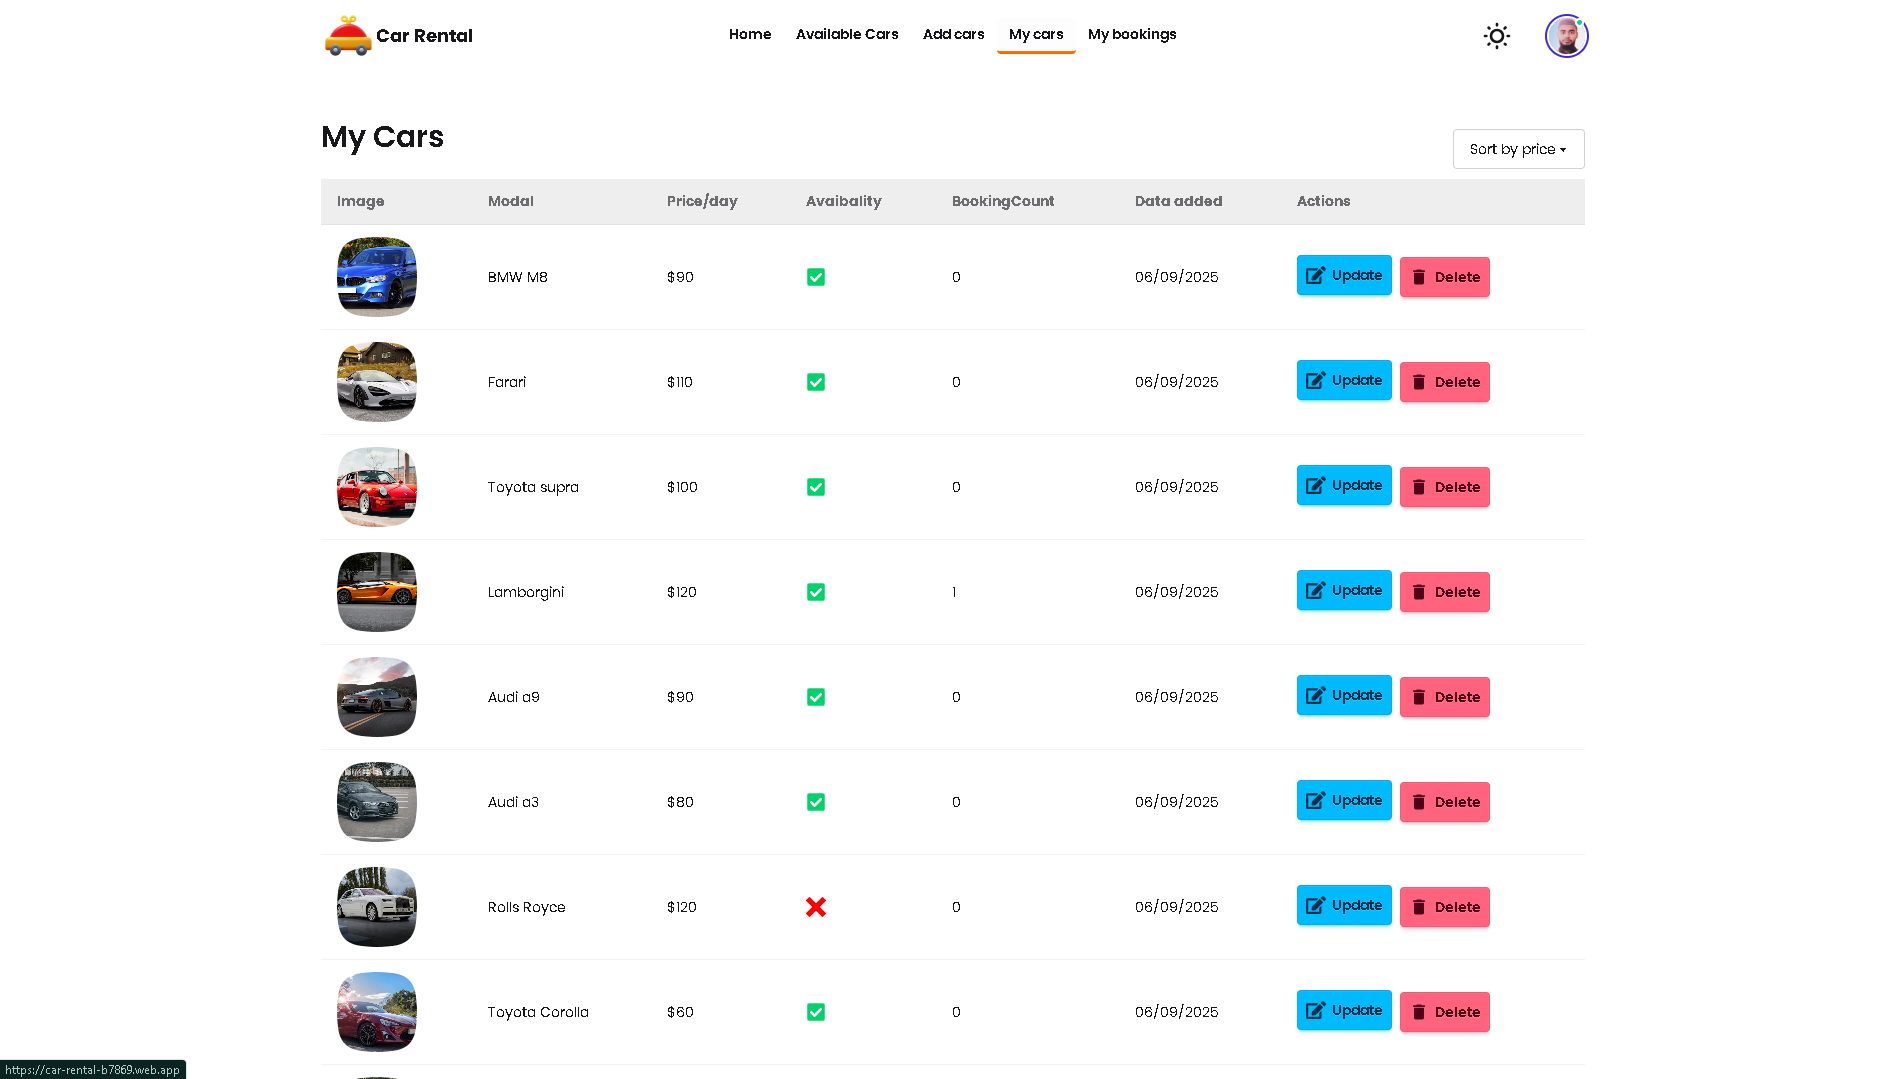 Car Rental
Home Available Cars Add cars My cars My bookings
My Cars
Sort by price
Image Modal Price/day Avaibality BookingCount Data added Actions
BMW M8 $90 0 06/09/2025 Update Delete
Farari $110 0 06/09/2025 Update Delete
Toyota supra $100 0 06/09/2025 Update Delete
Lamborgini $120 1 06/09/2025 Update Delete
Audi a9 $90 0 06/09/2025 Update Delete
Audi a3 $80 0 06/09/2025 Update Delete
Rolls Royce $120 0 06/09/2025 Update Delete
Toyota Corolla $60 0 06/09/2025 Update Delete
https://car-rental-b7869.web.app